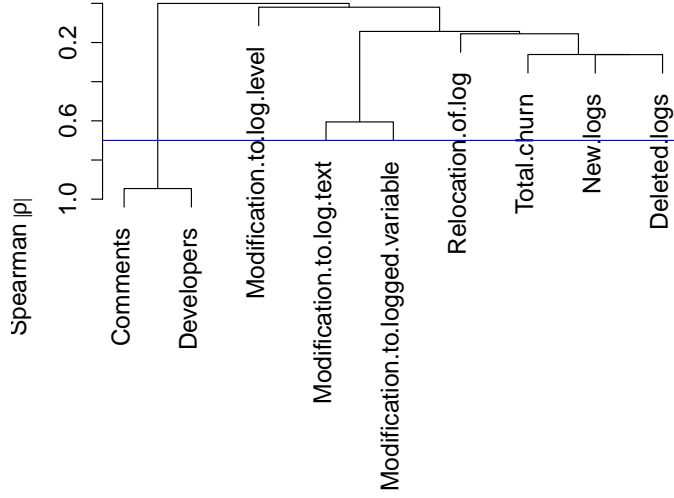 0.2
0.6
1.0
Spearman |ρ|
Comments
Developers
Modification.to.log.level
Modification.to.log.text
Modification.to.logged.variable
Relocation.of.log
Total.churn
New.logs
Deleted.logs